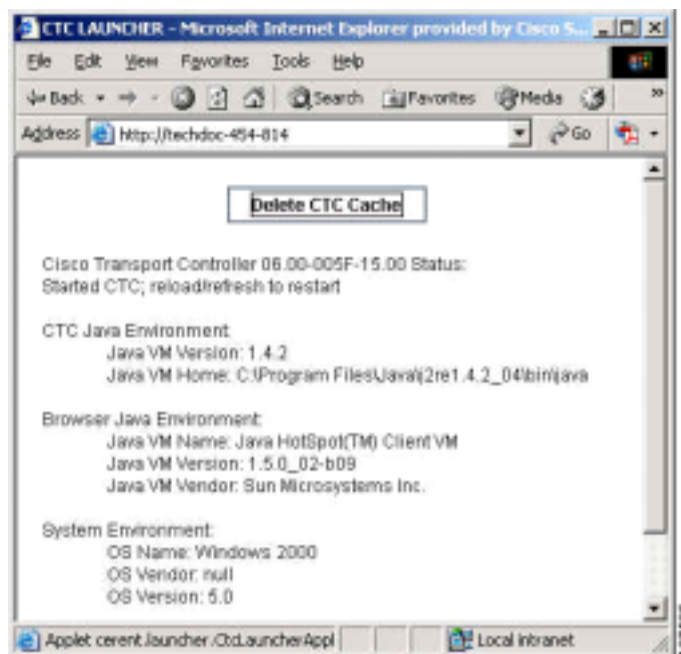 CTC LAUNCHER - Microsoft Internet Explorer provided by Cisco S...
File Edit View Favorites Tools Help
Back Search Favorites Media »
Address http://techdoc-454-814 Go
Delete CTC Cache
Cisco Transport Controller 06.00-005F-15.00 Status:
Started CTC; reload/refresh to restart
CTC Java Environment:
Java VM Version: 1.4.2
Java VM Home: C:\Program Files\Java\j2re1.4.2_04\bin\java
Browser Java Environment:
Java VM Name: Java HotSpot(TM) Client VM
Java VM Version: 1.5.0_02-b09
Java VM Vendor: Sun Microsystems Inc.
System Environment:
OS Name: Windows 2000
OS Vendor: null
OS Version: 5.0
Applet cerent.launcher.CtcLauncherAppl Local intranet